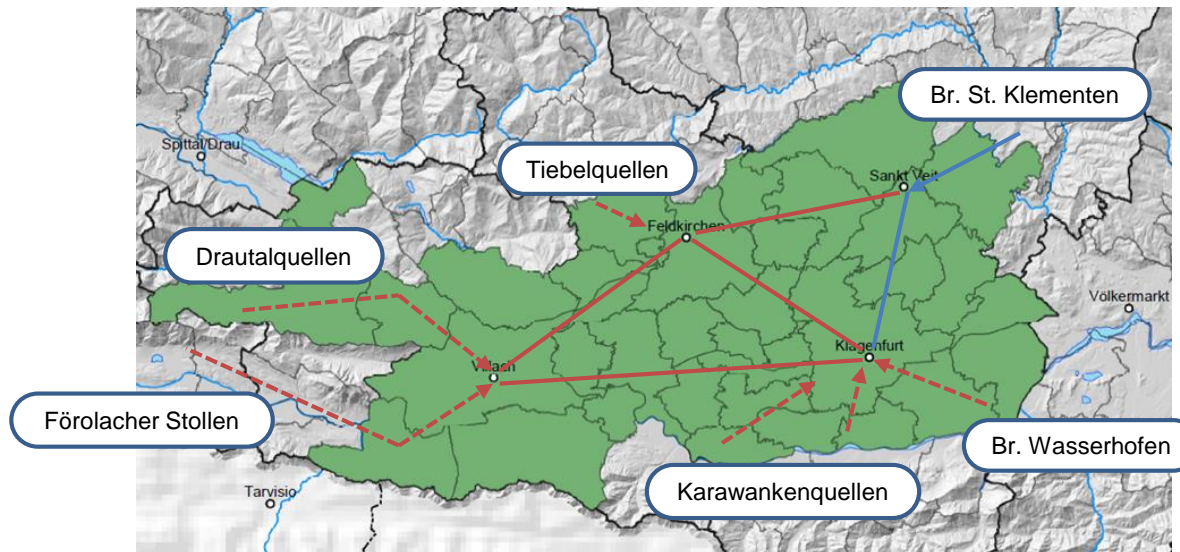 Br. St. Klementen
Spittal/Drau
Tiebelquellen
Sankt Veit
Feldkirchen
Drautalquellen
Völkermarkt
Klagenfurt
Villach
Förolacher Stollen
Br. Wasserhofen
Karawankenquellen
Tarvisio